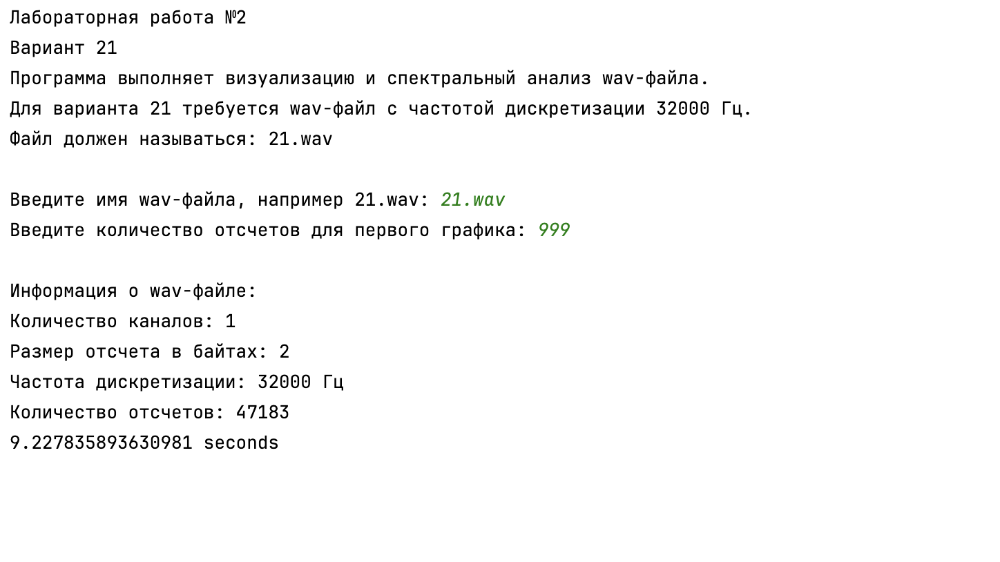 Лабораторная работа №2
Вариант 21
Программа выполняет визуализацию и спектральный анализ wav-файла.
Для варианта 21 требуется wav-файл с частотой дискретизации 32000 Гц.
Файл должен называться: 21.wav
Введите имя wav-файла, например 21.wav: 21.wav
Введите количество отсчетов для первого графика: 999
Информация о wav-файле:
Количество каналов: 1
Размер отсчета в байтах: 2
Частота дискретизации: 32000 Гц
Количество отсчетов: 47183
9.227835893630981 seconds